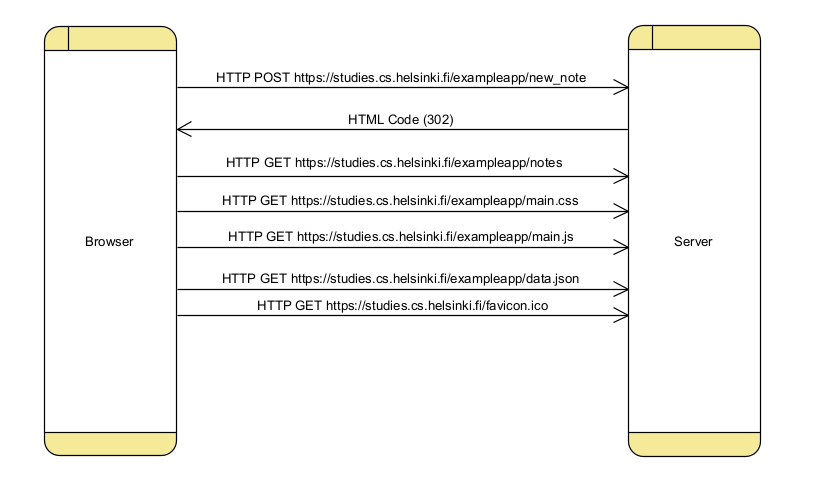 HTTP POST https://studies.cs.helsinki.fi/exampleapp/new_note
HTML Code (302)
HTTP GET https://studies.cs.helsinki.fi/exampleapp/notes
HTTP GET https://studies.cs.helsinki.fi/exampleapp/main.css
HTTP GET https://studies.cs.helsinki.fi/exampleapp/main.js
Browser
Server
HTTP GET https://studies.cs.helsinki.fi/exampleapp/data.json
HTTP GET https://studies.cs.helsinki.fi/favicon.ico